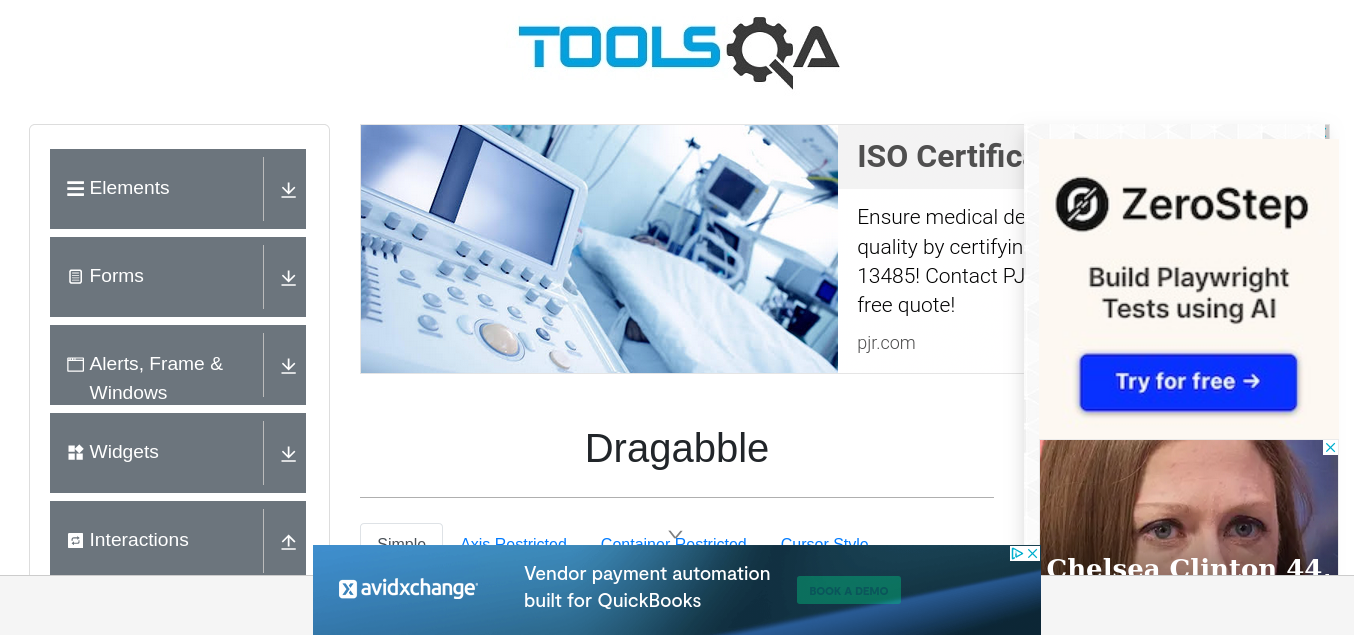 TOOLSQA
Elements
Forms
Alerts, Frame &
Windows
Widgets
Interactions
ISO Certific
Ensure medical de
quality by certifyin
13485! Contact PJ
free quote!
pjr.com
ZeroStep
Build Playwright
Tests using AI
Try for free →
Chelsea Clinton 44,
Dragabble
Simple
Axis Restricted
Container Restricted
Cursor Style
avidxchange
Vendor payment automation
built for QuickBooks
BOOK A DEMO